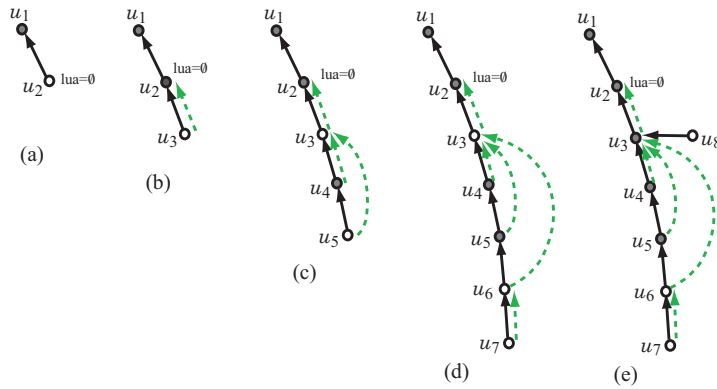 u₁
u₂
lua=∅
(a)
u₁
u₂
lua=∅
u₃
(b)
u₁
u₂
lua=∅
u₃
u₄
u₅
(c)
u₁
u₂
lua=∅
u₃
u₄
u₅
u₆
u₇
(d)
u₁
u₂
lua=∅
u₃
u₈
u₄
u₅
u₆
u₇
(e)